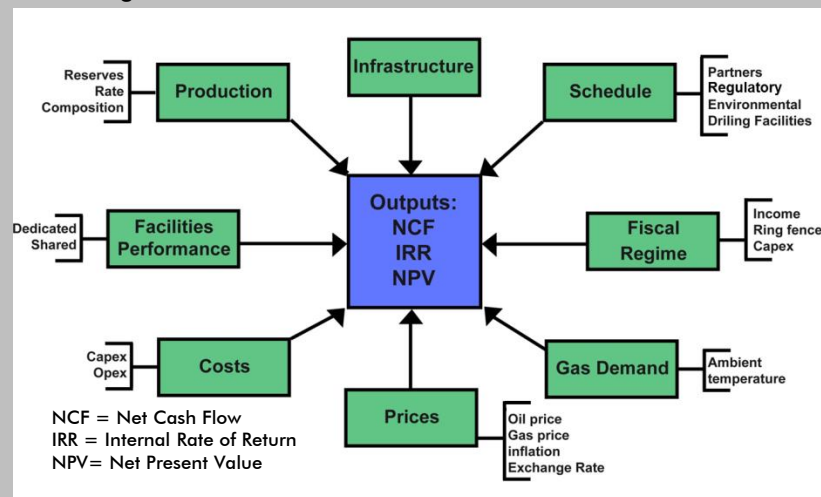 Infrastructure
Reserves
Rate
Composition
Production
Schedule
Partners
Regulatory
Environmental
Driling Facilities
Outputs:
NCF
IRR
NPV
Dedicated
Shared
Facilities
Performance
Fiscal
Regime
Income
Ring fence
Capex
Capex
Opex
Costs
Gas Demand
Ambient
temperature
Prices
Oil price
Gas price
inflation
Exchange Rate
NCF = Net Cash Flow
IRR = Internal Rate of Return
NPV= Net Present Value